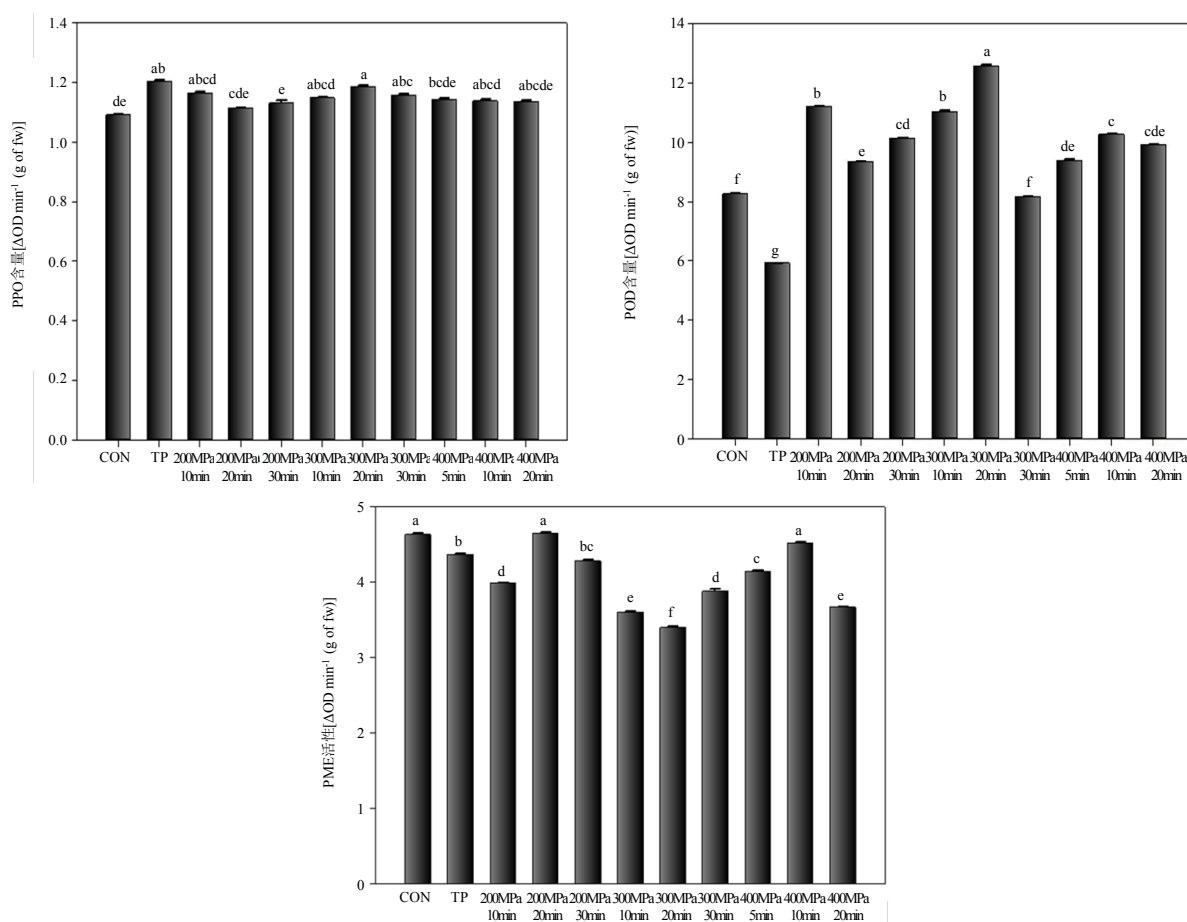 PPO含量[ΔOD min⁻¹ (g of fw)]
1.4
1.2
1.0
0.8
0.6
0.4
0.2
0.0
de
ab
abcd
cde
e
abcd
a
abc
bcde
abcd
abcde
CON TP 200MPa 200MPa 200MPa 300MPa 300MPa 300MPa 400MPa 400MPa 400MPa
10min 20min 30min 10min 20min 30min 5min 10min 20min
POD含量[ΔOD min⁻¹ (g of fw)]
14
12
10
8
6
4
2
0
f
g
b
e
cd
b
a
f
de
c
cde
CON TP 200MPa 200MPa 200MPa 300MPa 300MPa 300MPa 400MPa 400MPa 400MPa
10min 20min 30min 10min 20min 30min 5min 10min 20min
PME活性[ΔOD min⁻¹ (g of fw)]
5
4
3
2
1
0
a
b
d
a
bc
e
f
d
c
a
e
CON TP 200MPa 200MPa 200MPa 300MPa 300MPa 300MPa 400MPa 400MPa 400MPa
10min 20min 30min 10min 20min 30min 5min 10min 20min